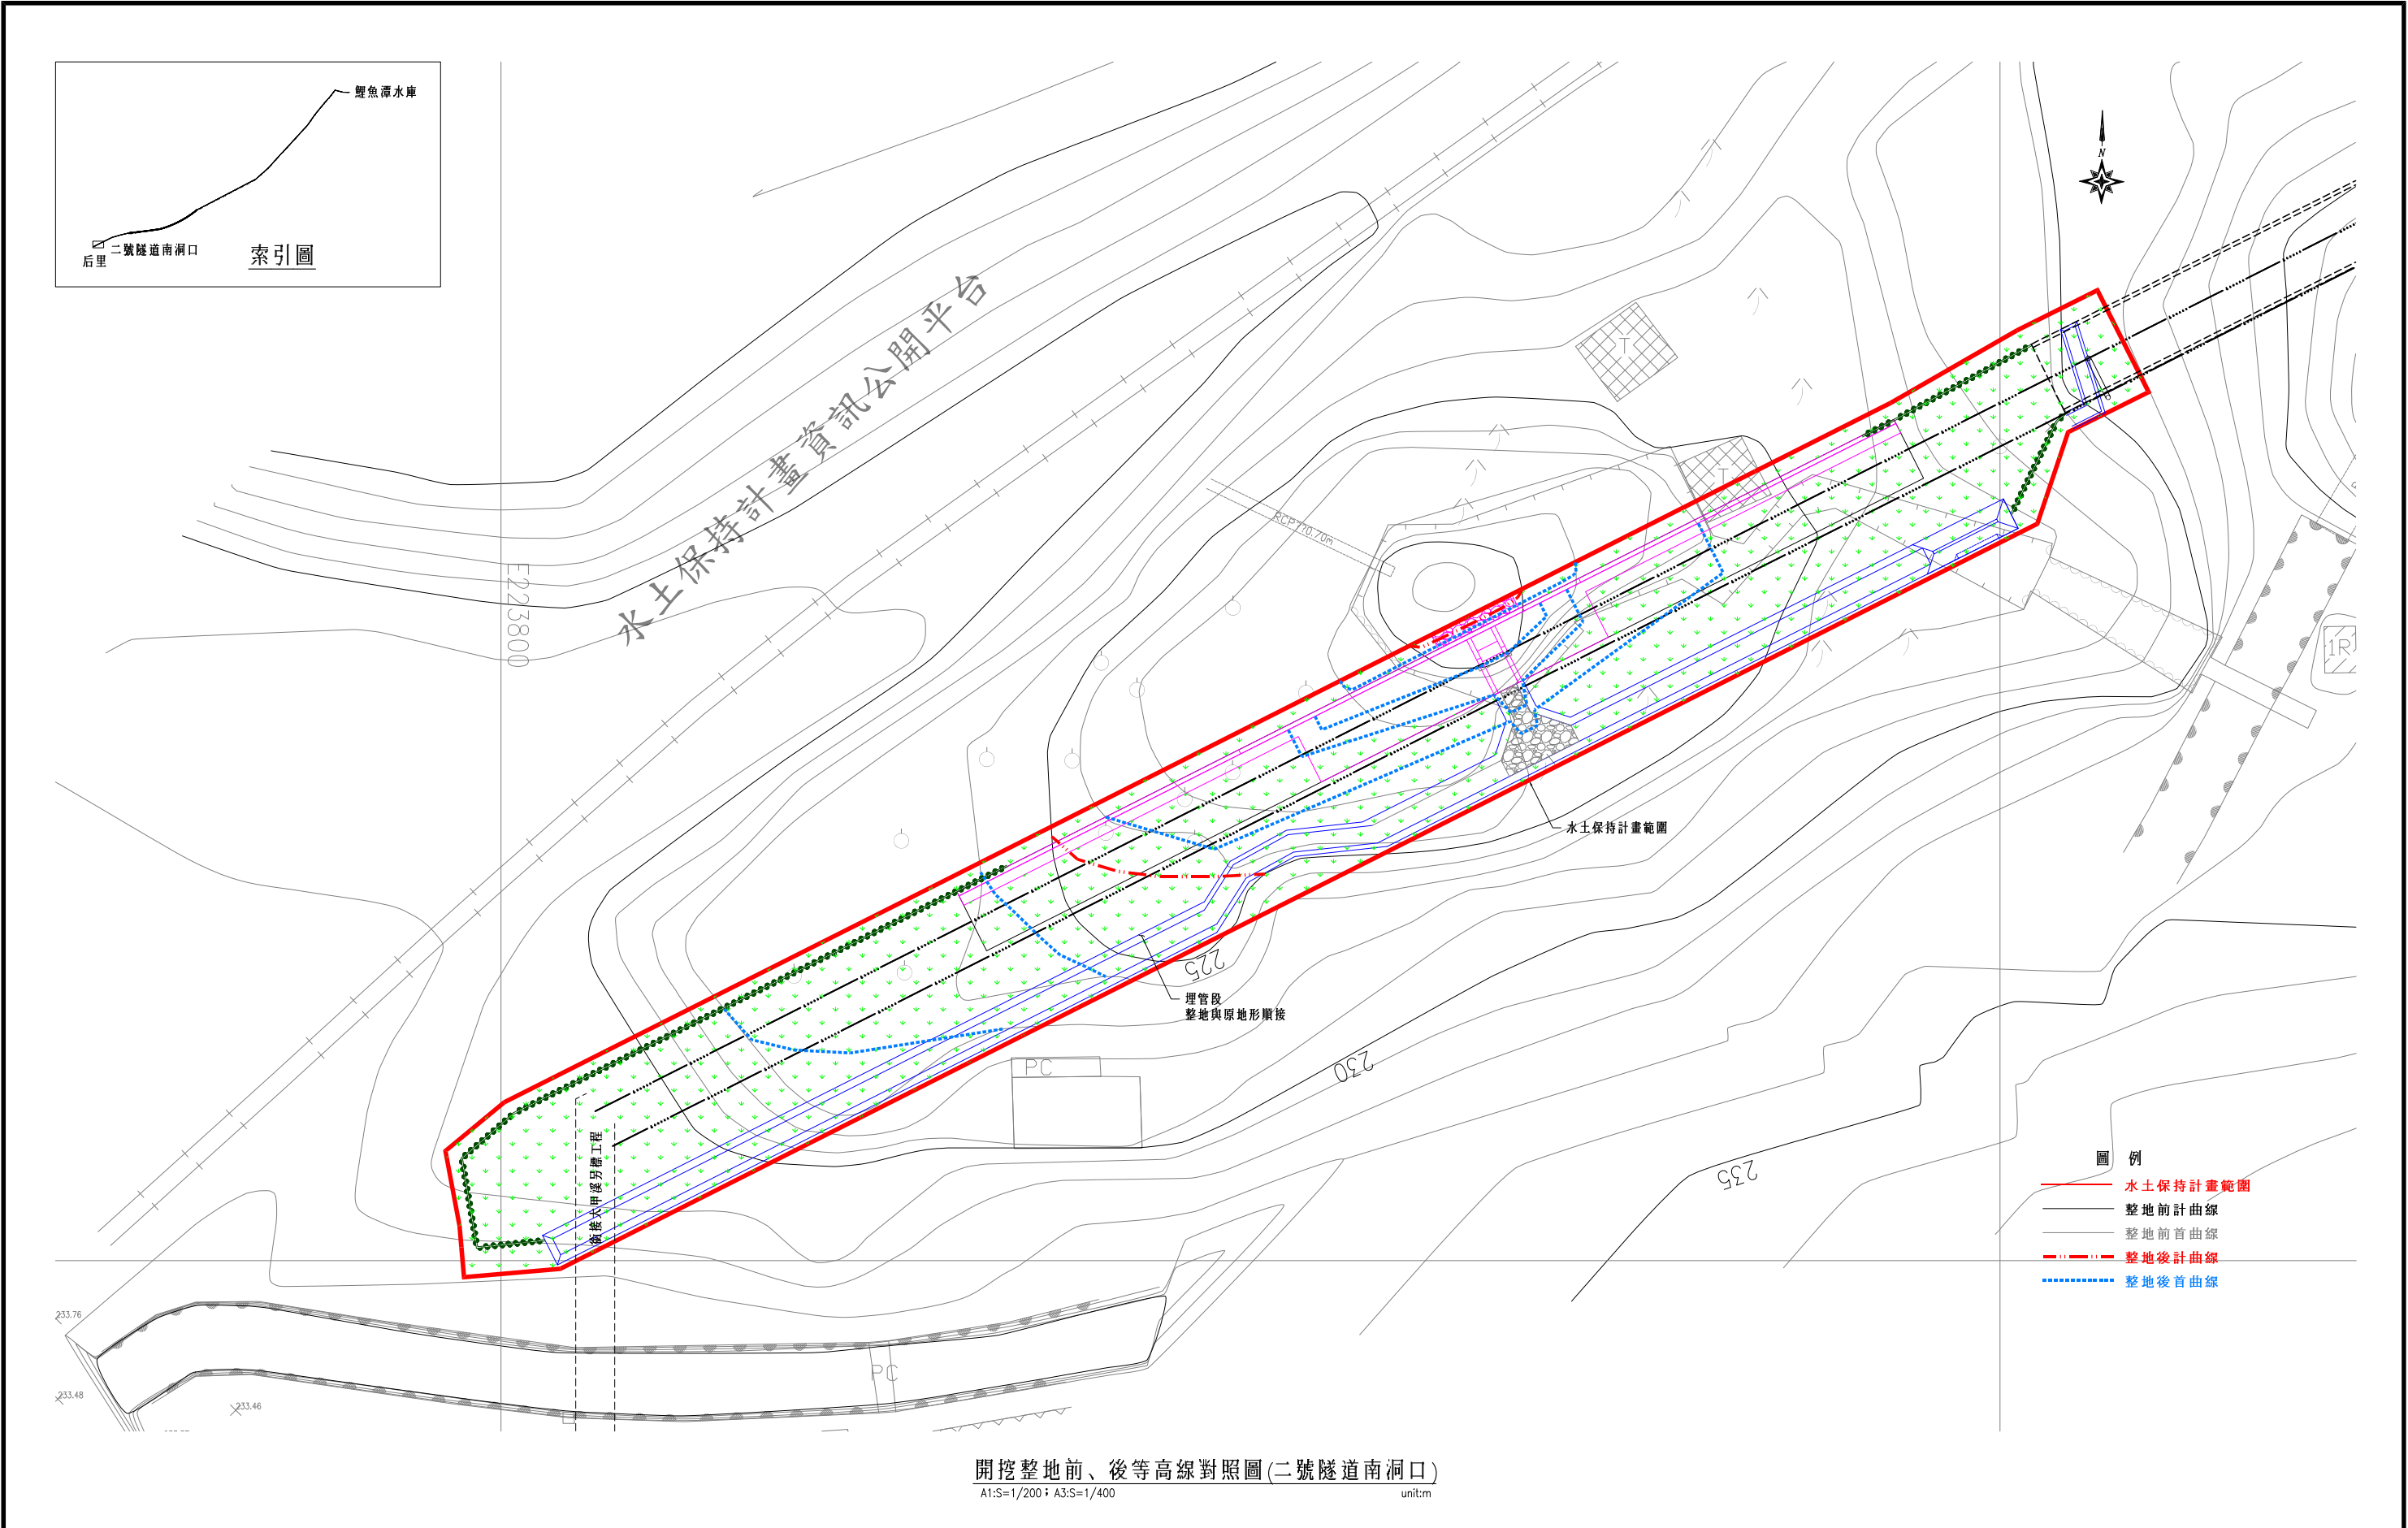 鯉魚潭水庫
二號隧道南洞口
后里
索引圖
N
水土保持計畫資訊公開平台
E223800
T
T
RCP??0.70m
1R
水土保持計畫範圍
225
埋管段
整地與原地形順接
230
PC
235
銜接大甲溪另標工程
圖 例
水土保持計畫範圍
整地前計曲線
整地前首曲線
整地後計曲線
整地後首曲線
233.76
233.48
233.46
PC
開挖整地前、後等高線對照圖(二號隧道南洞口)
A1:S=1/200；A3:S=1/400
unit:m